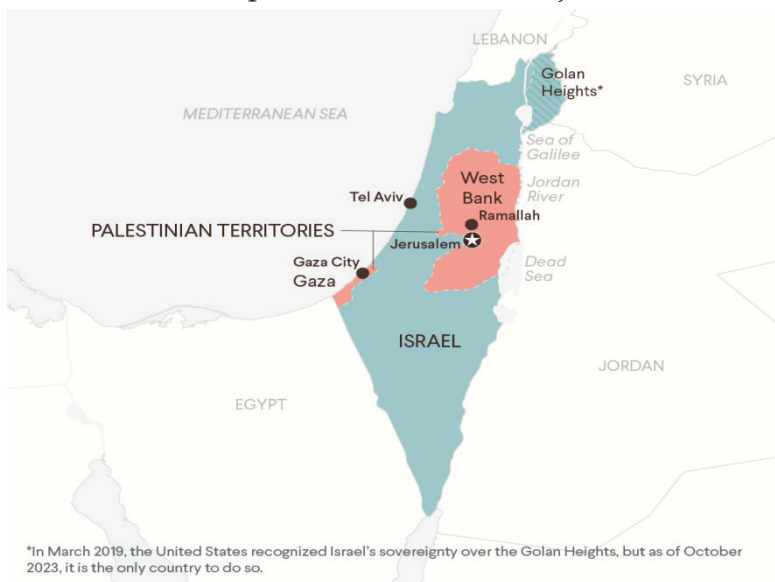 LEBANON
Golan
Heights*
SYRIA
MEDITERRANEAN SEA
Sea of
Galilee
West
Bank
Jordan
River
Tel Aviv
Ramallah
PALESTINIAN TERRITORIES
Jerusalem
Gaza City
Gaza
Dead
Sea
ISRAEL
JORDAN
EGYPT
*In March 2019, the United States recognized Israel's sovereignty over the Golan Heights, but as of October
2023, it is the only country to do so.